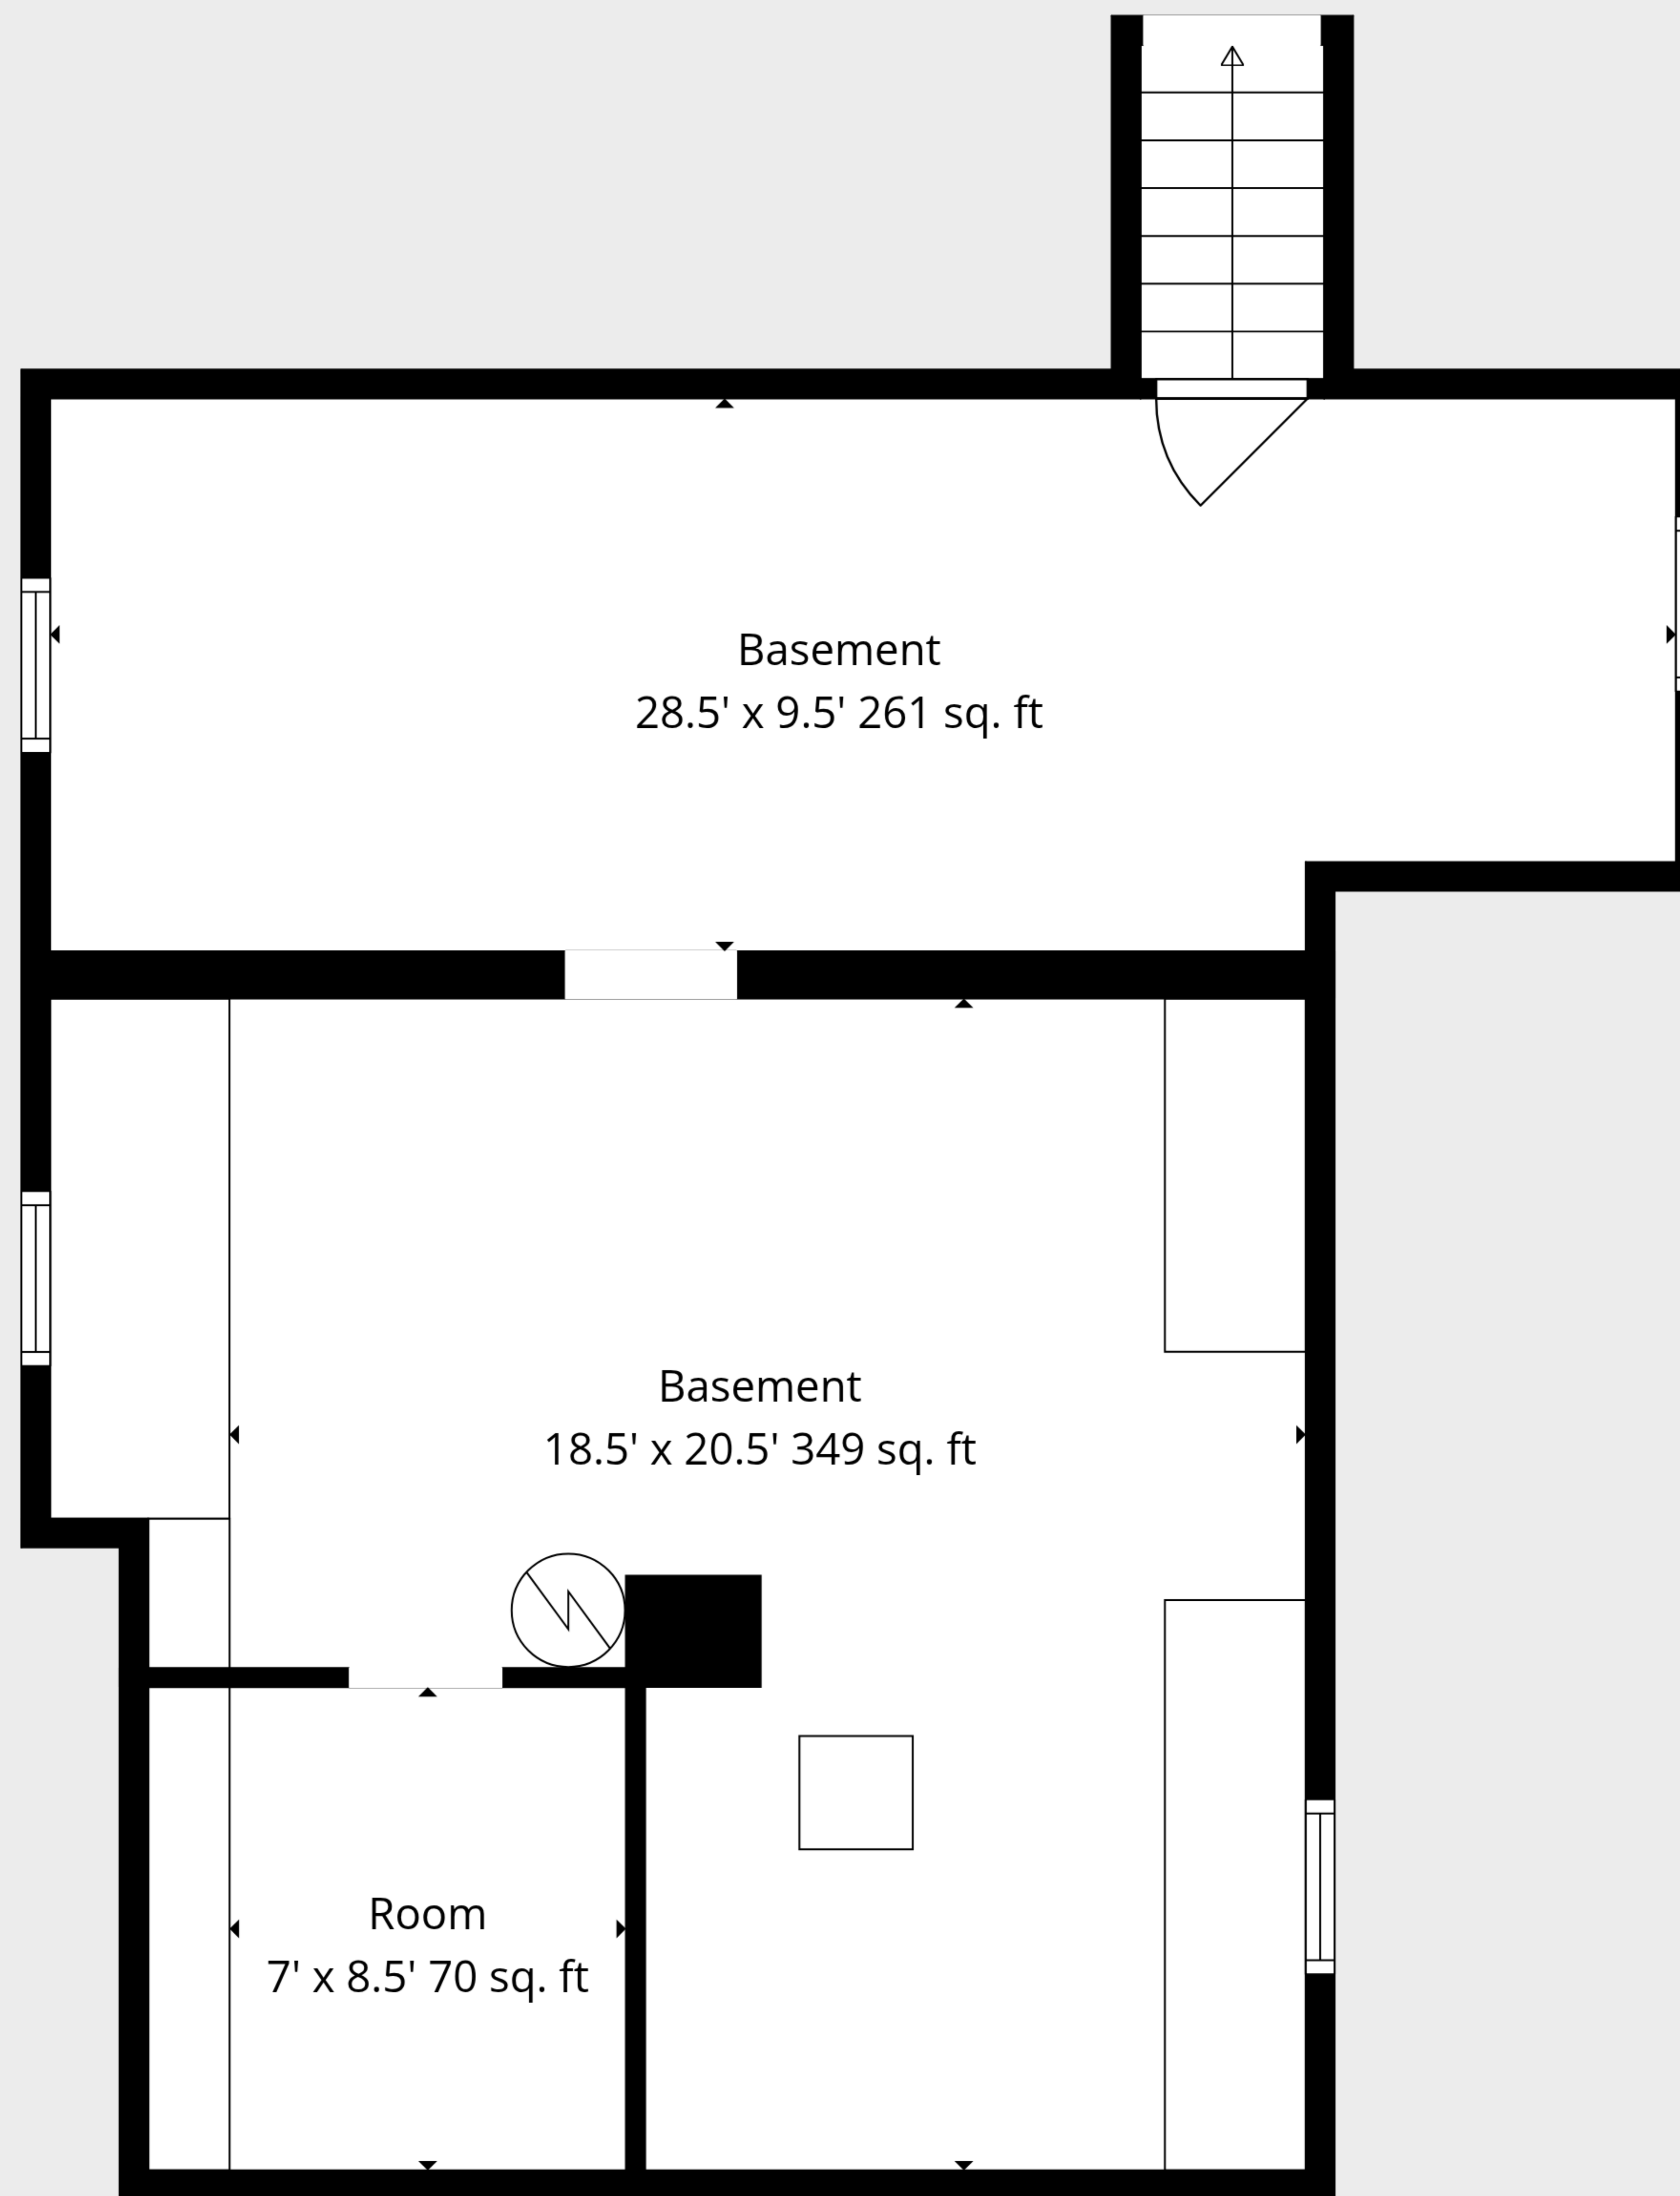 Basement
28.5' x 9.5' 261 sq. ft
Basement
18.5' x 20.5' 349 sq. ft
Room
7' x 8.5' 70 sq. ft